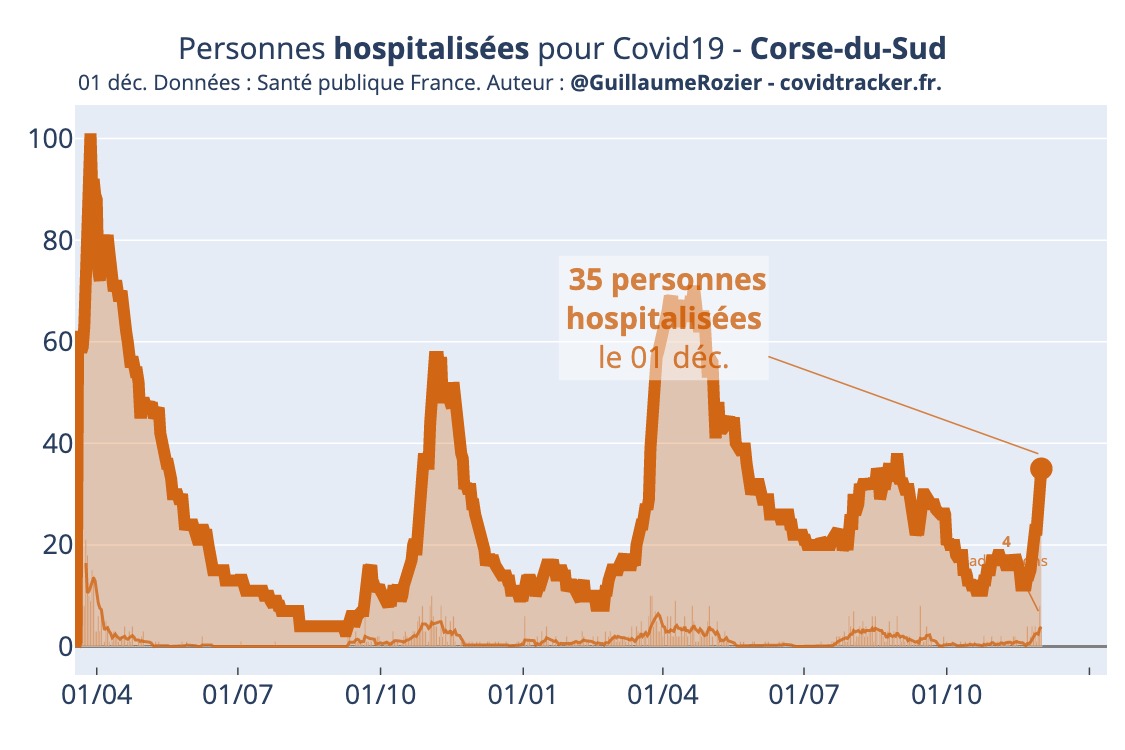 Personnes hospitalisées pour Covid19 - Corse-du-Sud
01 déc. Données : Santé publique France. Auteur : @GuillaumeRozier - covidtracker.fr.
100
80
60
40
20
0
35 personnes
hospitalisées
le 01 déc.
4
01/04 01/07 01/10 01/01 01/04 01/07 01/10